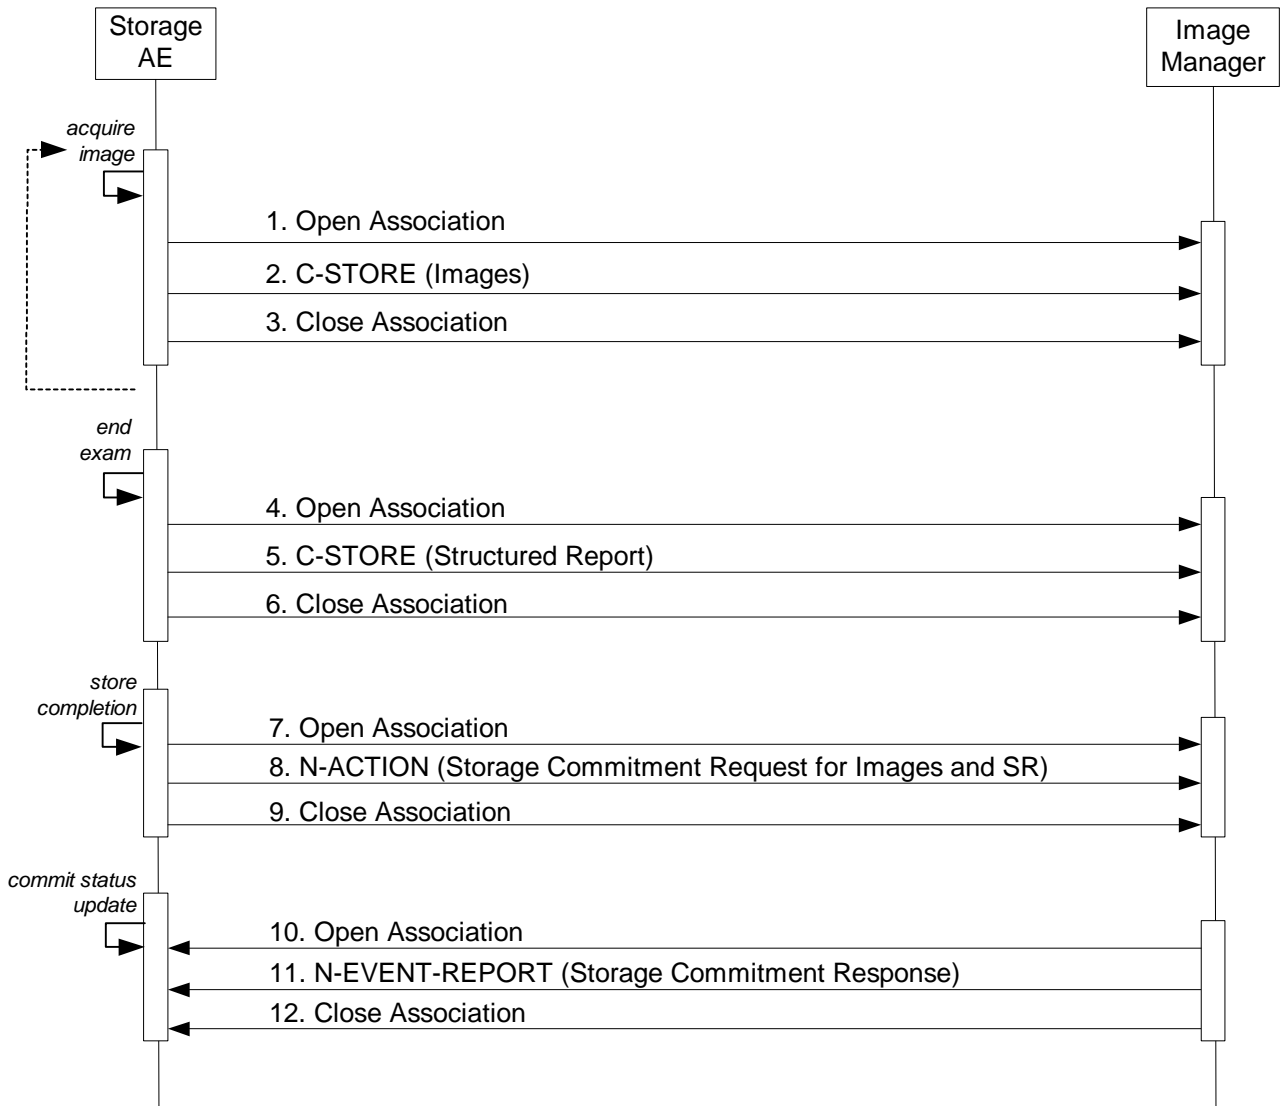 Storage
AE
Image
Manager
acquire
image
1. Open Association
2. C-STORE (Images)
3. Close Association
end
exam
4. Open Association
5. C-STORE (Structured Report)
6. Close Association
store
completion
7. Open Association
8. N-ACTION (Storage Commitment Request for Images and SR)
9. Close Association
commit status
update
10. Open Association
11. N-EVENT-REPORT (Storage Commitment Response)
12. Close Association